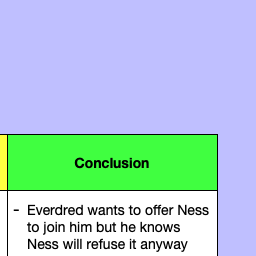 Conclusion
- Everdred wants to offer Ness
to join him but he knows
Ness will refuse it anyway